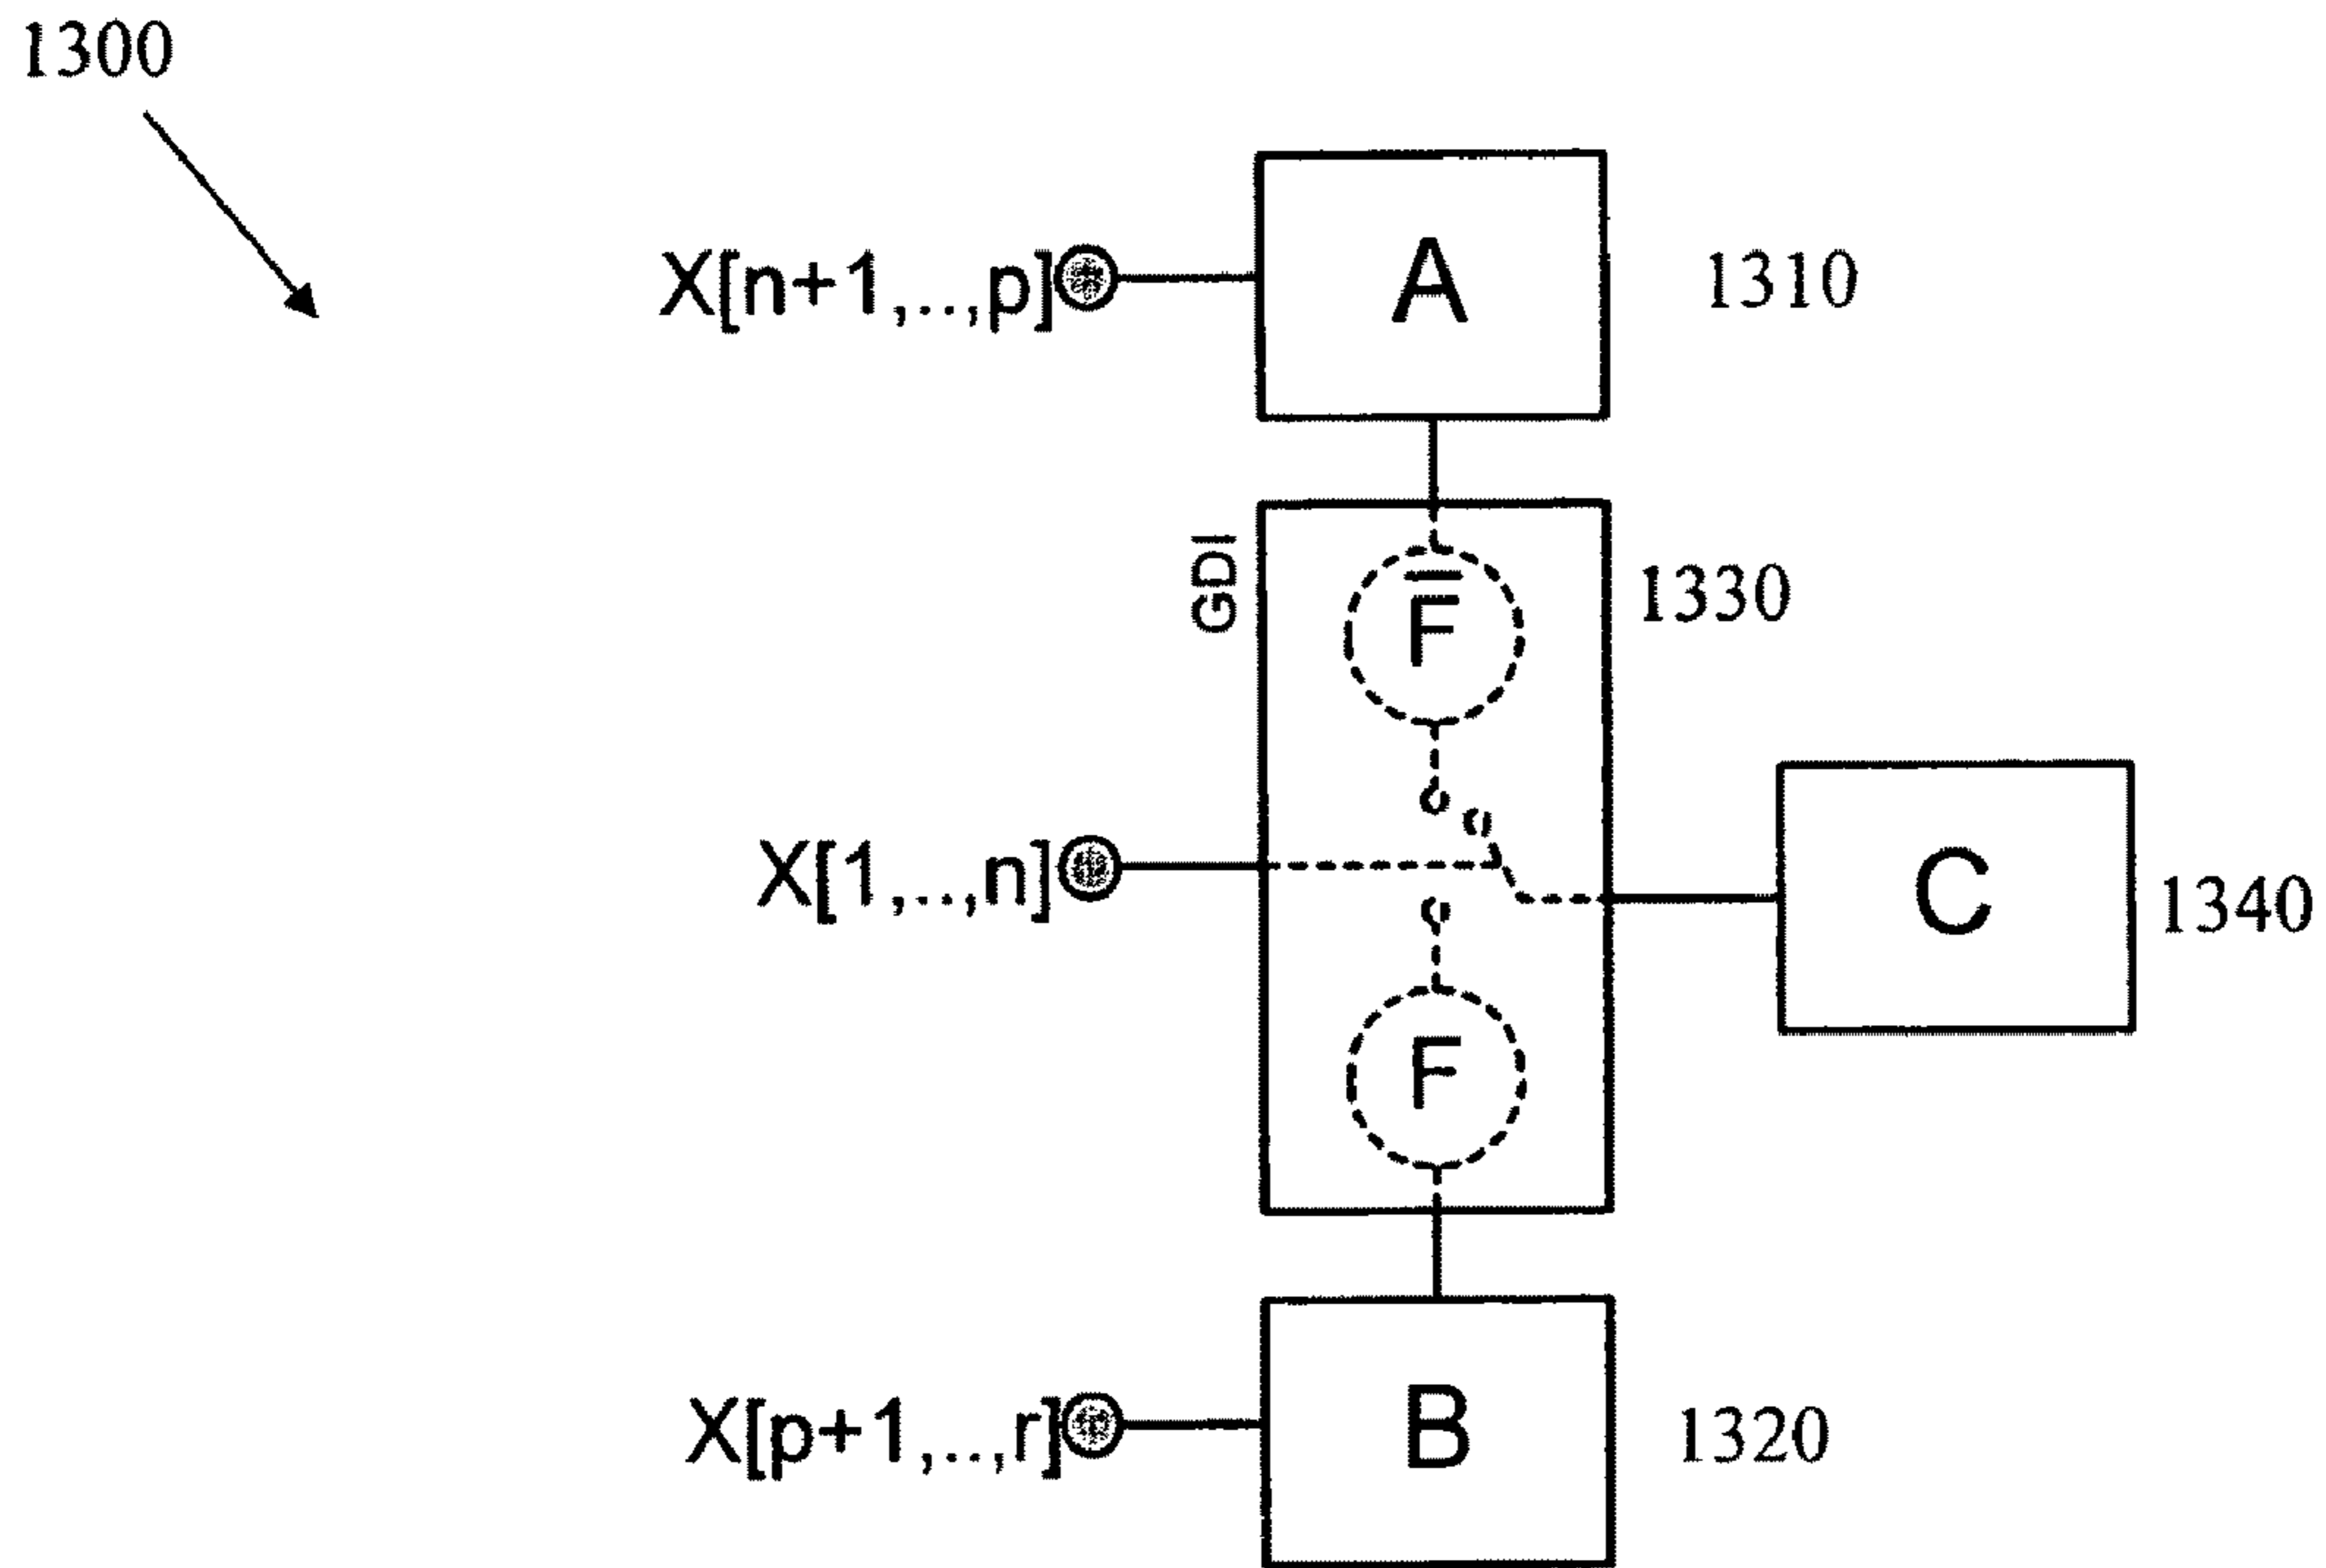 1300
X[n+1,..,p]
A
1310
GDI
F̅
1330
X[1,..,n]
C
1340
F
X[p+1,..,r]
B
1320